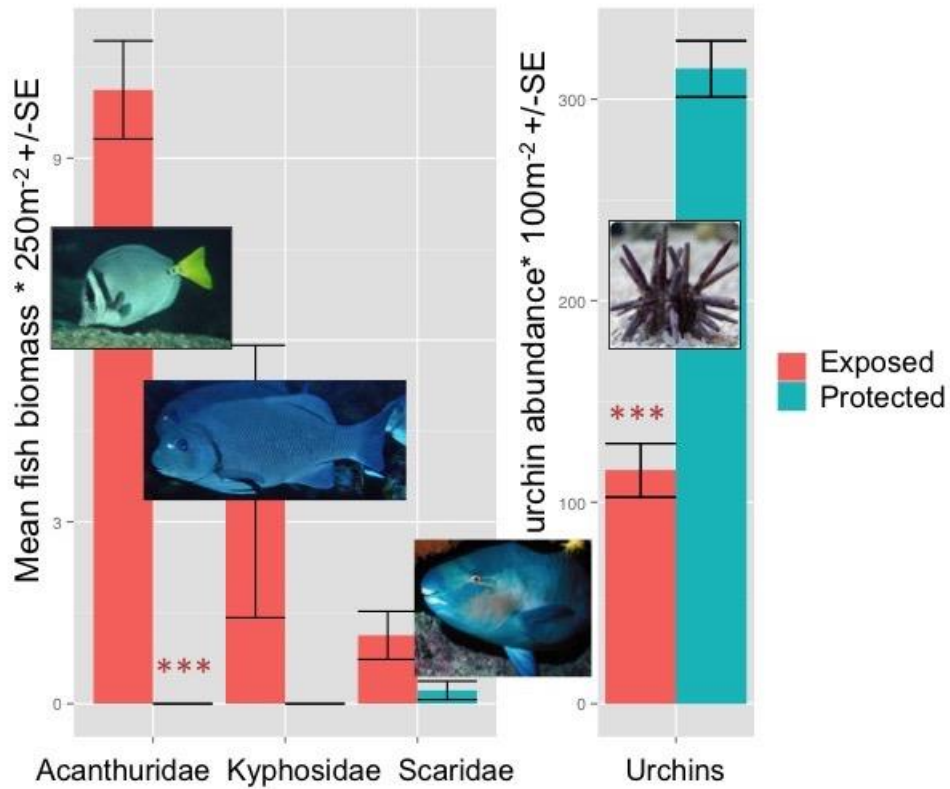 Mean fish biomass * 250m⁻² +/-SE
9
3
0
***
Acanthuridae Kyphosidae Scaridae
urchin abundance* 100m⁻² +/-SE
300
200
100
0
***
Urchins
Exposed
Protected